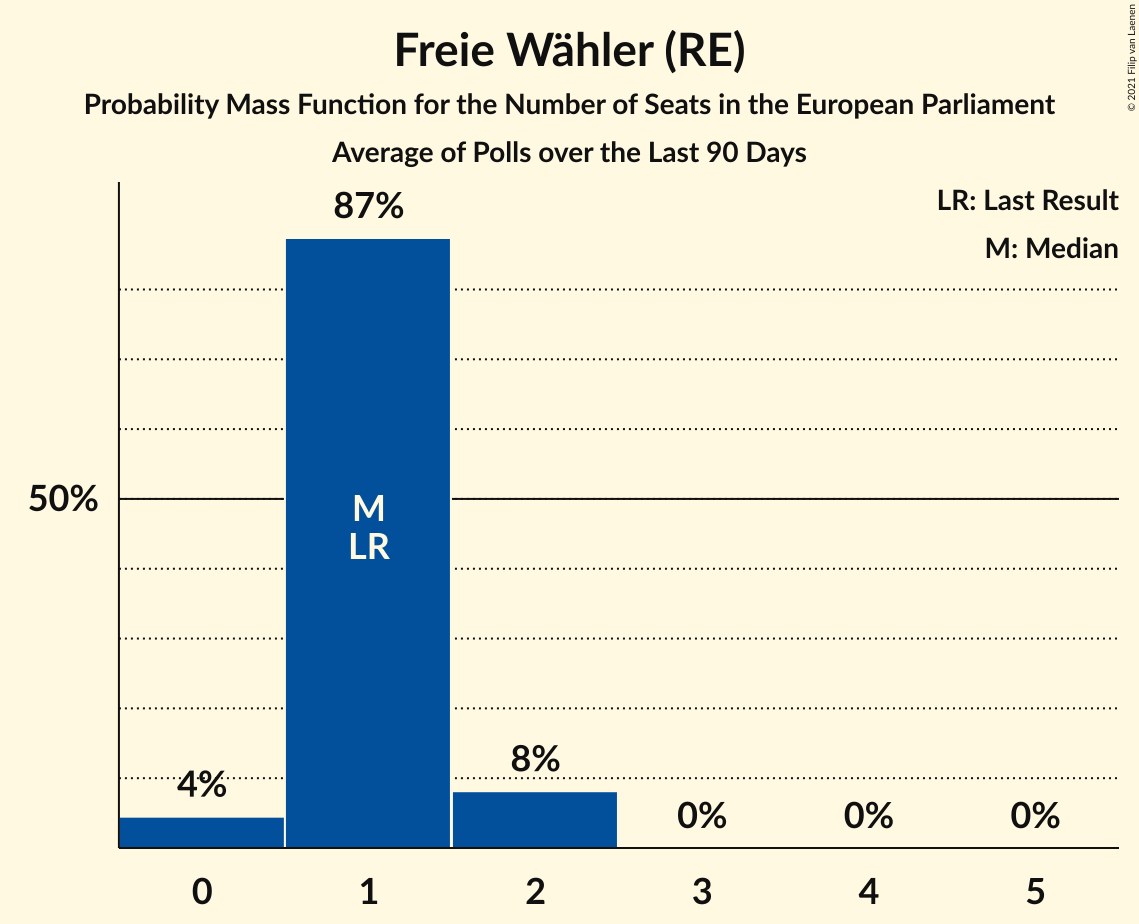 Freie Wähler (RE)
Probability Mass Function for the Number of Seats in the European Parliament
Average of Polls over the Last 90 Days
© 2021 Filip van Laenen
LR: Last Result
M: Median
87%
50%
M
LR
4%
8%
0%
0%
0%
0
1
2
3
4
5